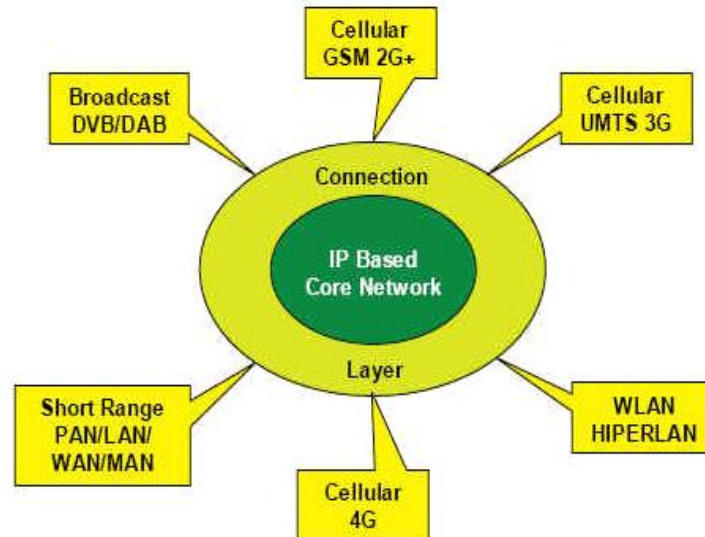 Cellular
GSM 2G+
Broadcast
DVB/DAB
Cellular
UMTS 3G
Connection
IP Based
Core Network
Layer
Short Range
PAN/LAN/
WAN/MAN
WLAN
HIPERLAN
Cellular
4G